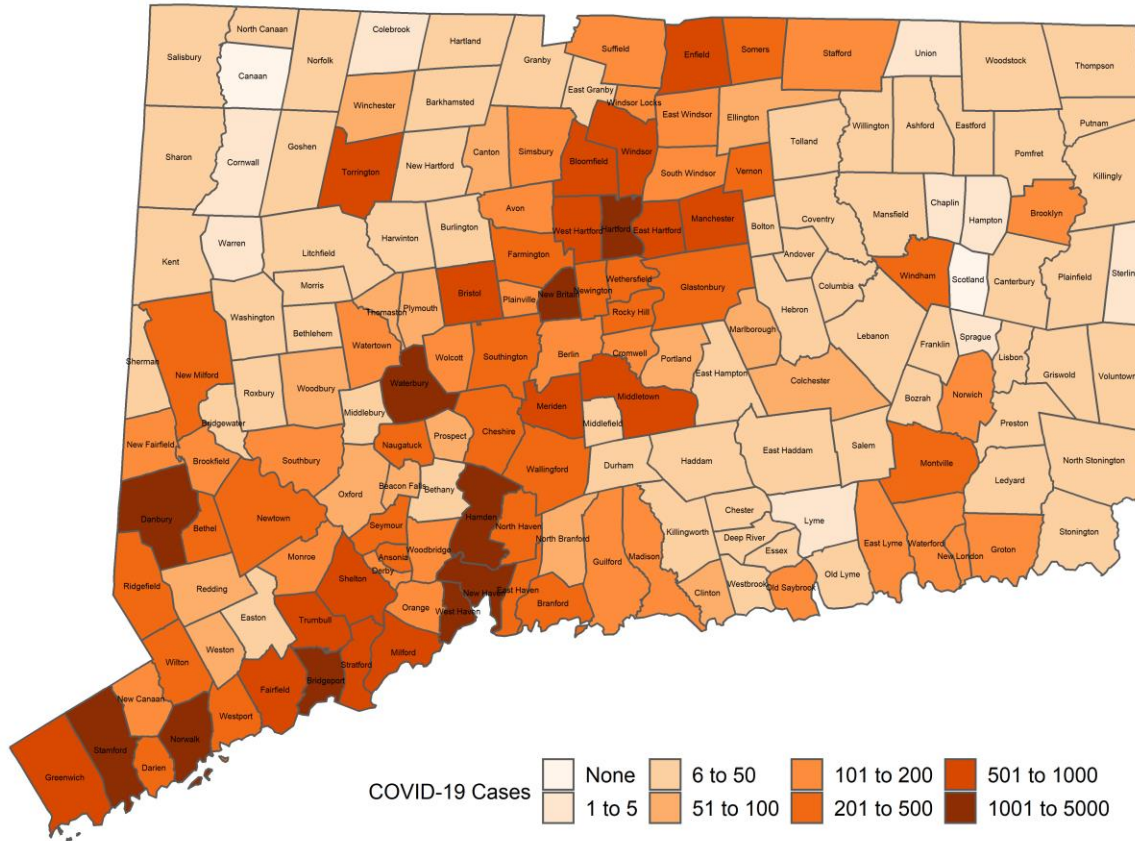 North Canaan
Colebrook
Hartland
Suffield
Enfield
Somers
Stafford
Union
Salisbury
Canaan
Norfolk
Granby
Woodstock
Thompson
East Granby
Winchester
Barkhamsted
Windsor Locks
East Windsor
Ellington
Willington
Ashford
Eastford
Putnam
Sharon
Cornwall
Goshen
Torrington
New Hartford
Canton
Simsbury
Bloomfield
Windsor
South Windsor
Vernon
Tolland
Pomfret
Killingly
Kent
Warren
Litchfield
Harwinton
Burlington
Avon
West Hartford
Hartford
East Hartford
Manchester
Bolton
Coventry
Mansfield
Chaplin
Hampton
Brooklyn
Morris
Farmington
Andover
Washington
Bethlehem
Thomaston
Plymouth
Bristol
Plainville
New Britain
Newington
Wethersfield
Glastonbury
Hebron
Columbia
Windham
Scotland
Canterbury
Plainfield
Sterlin
Rocky Hill
Sherman
New Milford
Roxbury
Woodbury
Watertown
Wolcott
Southington
Berlin
Cromwell
Portland
Marlborough
Lebanon
Franklin
Sprague
Lisbon
Griswold
Voluntown
Waterbury
East Hampton
Colchester
Bozrah
Norwich
Preston
Bridgewater
Middlebury
Naugatuck
Prospect
Cheshire
Meriden
Middletown
Middlefield
New Fairfield
Brookfield
Southbury
Oxford
Beacon Falls
Bethany
Wallingford
Durham
Haddam
East Haddam
Salem
Montville
Ledyard
North Stonington
Danbury
Bethel
Newtown
Seymour
Woodbridge
Hamden
North Haven
North Branford
Guilford
Madison
Killingworth
Chester
Deep River
Essex
Lyme
East Lyme
Waterford
New London
Groton
Stonington
Ridgefield
Redding
Monroe
Ansonia
Derby
Shelton
Orange
West Haven
New Haven
East Haven
Branford
Clinton
Westbrook
Old Saybrook
Old Lyme
Easton
Trumbull
Stratford
Milford
Wilton
Weston
Fairfield
Bridgeport
New Canaan
Westport
Greenwich
Stamford
Darien
Norwalk
COVID-19 Cases
None
6 to 50
101 to 200
501 to 1000
1 to 5
51 to 100
201 to 500
1001 to 5000